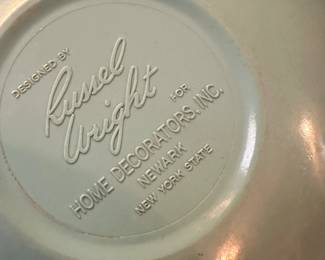 DESIGNED BY
Russel
Wright
FOR
HOME DECORATORS, INC.
NEWARK
NEW YORK STATE